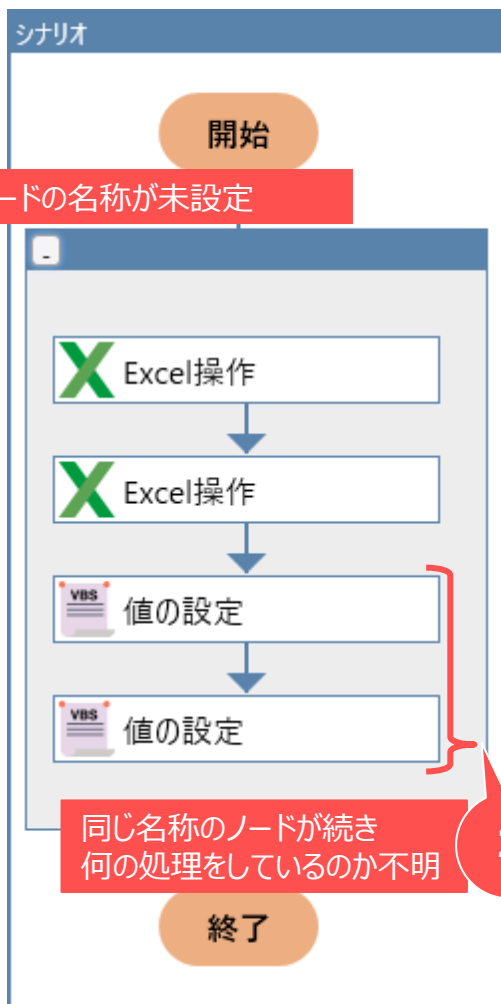 シナリオ
開始
ードの名称が未設定
-
Excel操作
Excel操作
VBS
値の設定
VBS
値の設定
同じ名称のノードが続き
何の処理をしているのか不明
終了